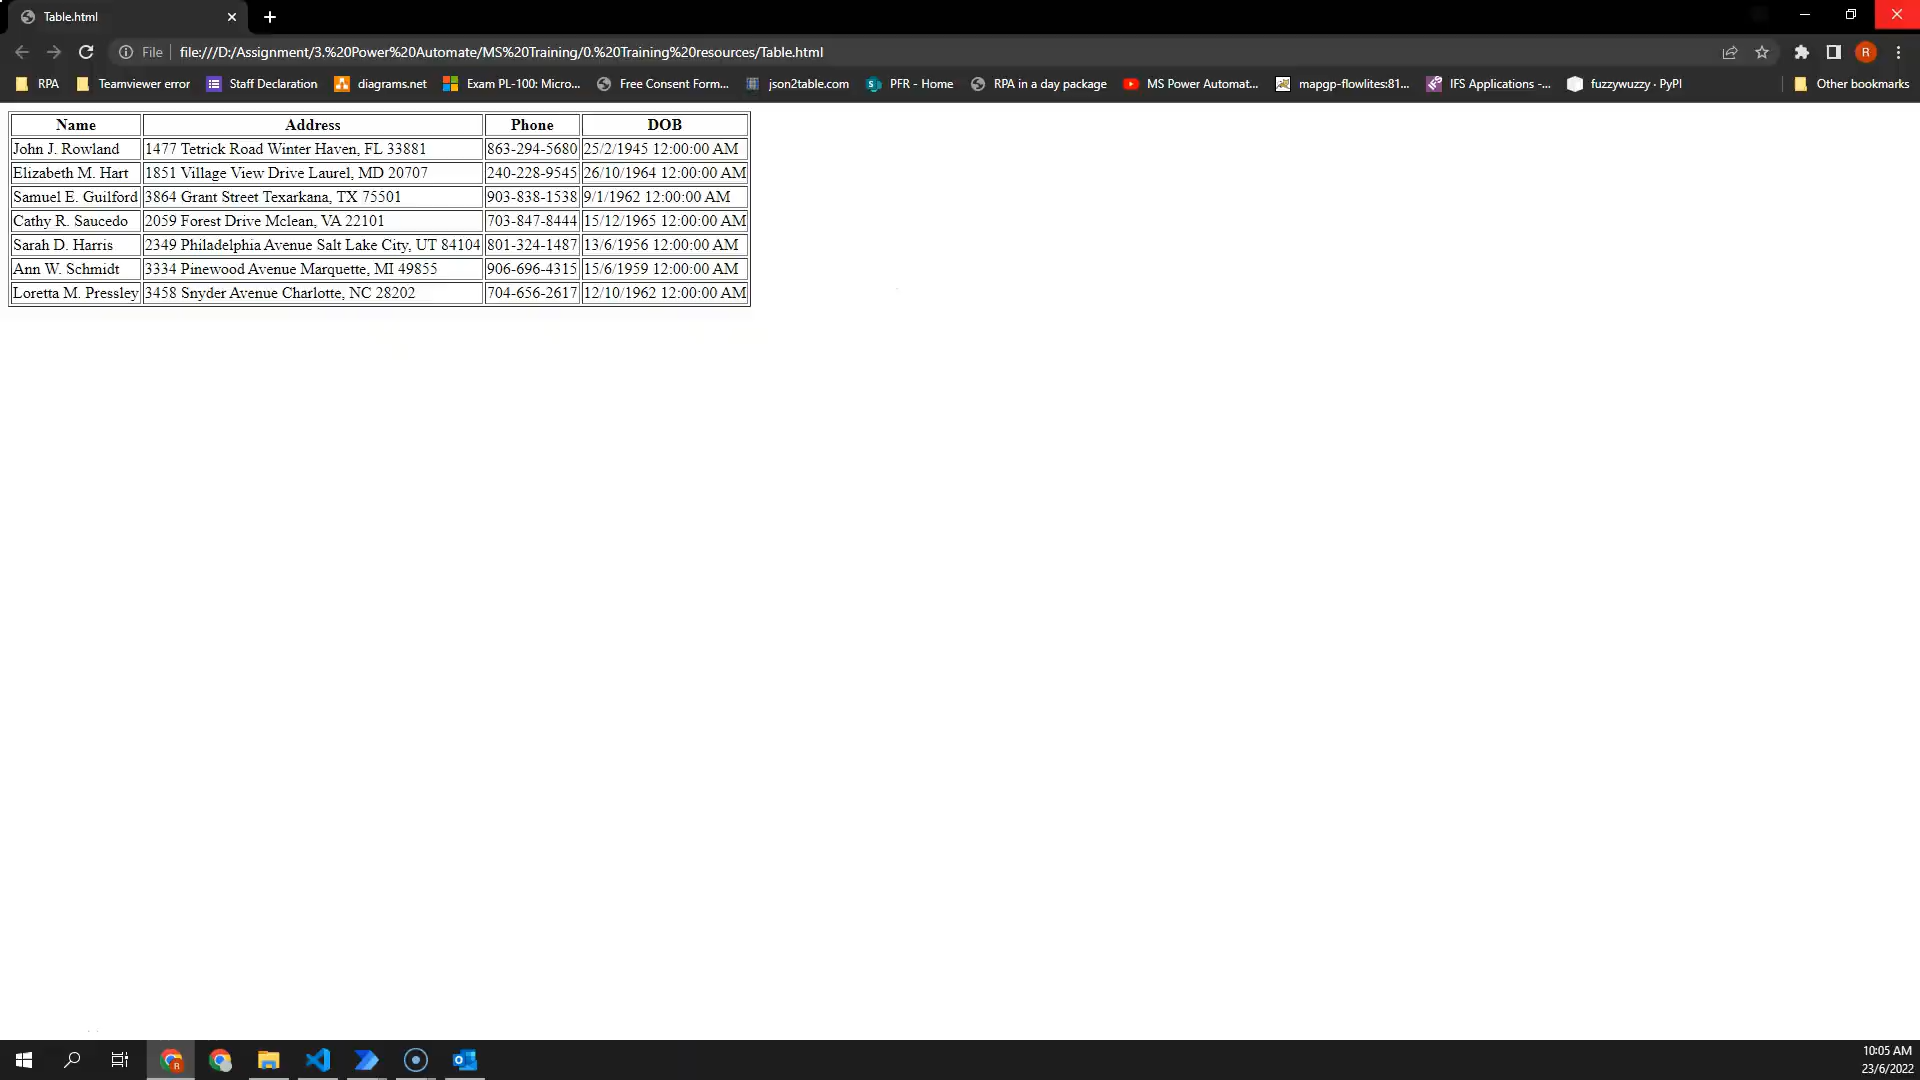 Table.html
File file:///D:/Assignment/3.%20Power%20Automate/MS%20Training/0.%20Training%20resources/Table.html R
RPA Teamviewer error Staff Declaration diagrams.net Exam PL-100: Micro... Free Consent Form... json2table.com PFR - Home RPA in a day package MS Power Automat... mapgp-flowlites:81... IFS Applications -... fuzzywuzzy · PyPI Other bookmarks
Name Address Phone DOB
John J. Rowland 1477 Tetrick Road Winter Haven, FL 33881 863-294-5680 25/2/1945 12:00:00 AM
Elizabeth M. Hart 1851 Village View Drive Laurel, MD 20707 240-228-9545 26/10/1964 12:00:00 AM
Samuel E. Guilford 3864 Grant Street Texarkana, TX 75501 903-838-1538 9/1/1962 12:00:00 AM
Cathy R. Saucedo 2059 Forest Drive Mclean, VA 22101 703-847-8444 15/12/1965 12:00:00 AM
Sarah D. Harris 2349 Philadelphia Avenue Salt Lake City, UT 84104 801-324-1487 13/6/1956 12:00:00 AM
Ann W. Schmidt 3334 Pinewood Avenue Marquette, MI 49855 906-696-4315 15/6/1959 12:00:00 AM
Loretta M. Pressley 3458 Snyder Avenue Charlotte, NC 28202 704-656-2617 12/10/1962 12:00:00 AM
10:05 AM
23/6/2022